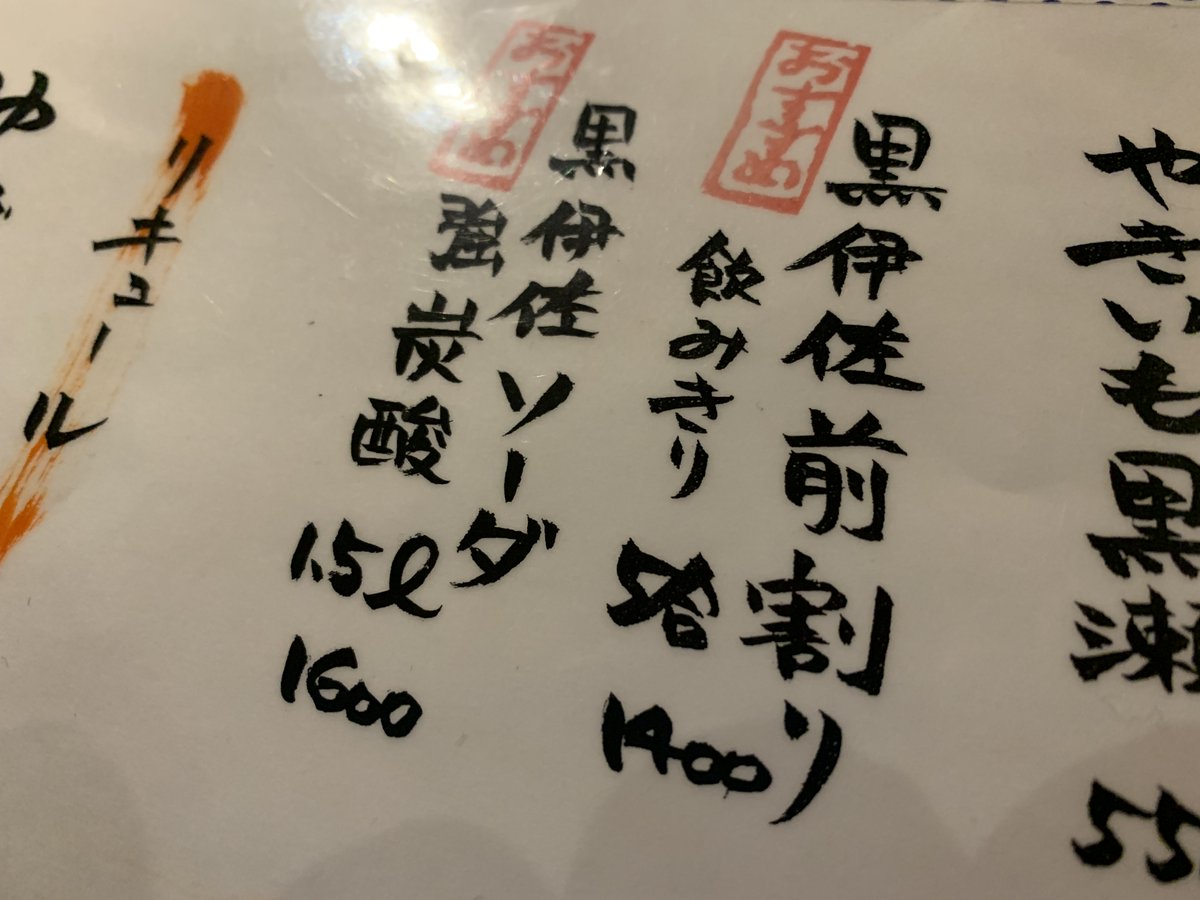 やきいも黒瀬 55
おすすめ
黒伊佐前割り
飲みきり 5合 1400
おすすめ
黒伊佐ソーダ
強炭酸 1.5ℓ 1600
リキュール